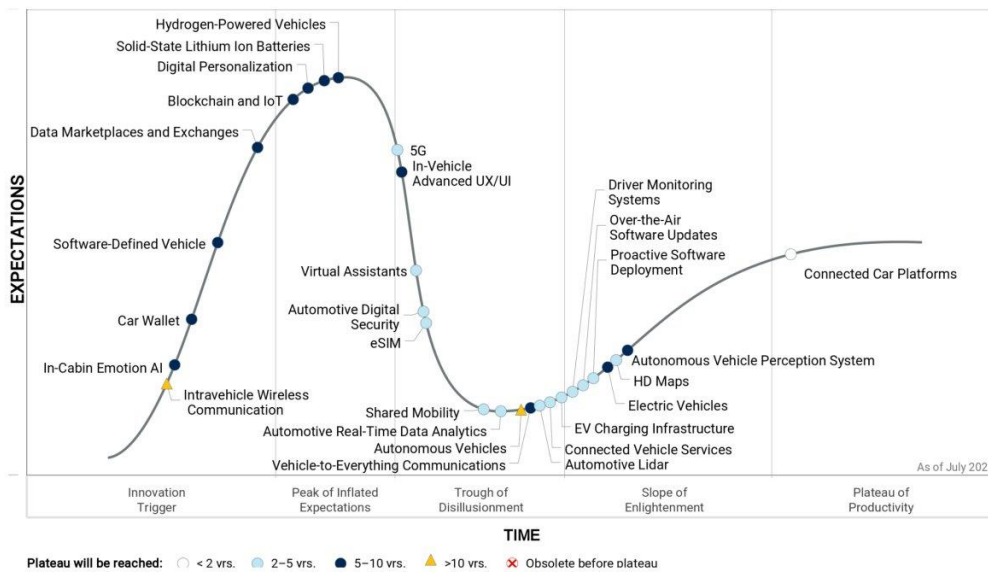 Hydrogen-Powered Vehicles
Solid-State Lithium Ion Batteries
Digital Personalization
Blockchain and IoT
Data Marketplaces and Exchanges
5G
In-Vehicle
Advanced UX/UI
Driver Monitoring
Systems
Over-the-Air
Software Updates
Proactive Software
Deployment
Software-Defined Vehicle
Virtual Assistants
Connected Car Platforms
Automotive Digital
Security
eSIM
Car Wallet
In-Cabin Emotion AI
Intravehicle Wireless
Communication
Autonomous Vehicle Perception System
HD Maps
Electric Vehicles
Shared Mobility
Automotive Real-Time Data Analytics
EV Charging Infrastructure
Autonomous Vehicles
Connected Vehicle Services
Vehicle-to-Everything Communications
Automotive Lidar
EXPECTATIONS
As of July 202
Innovation
Trigger
Peak of Inflated
Expectations
Trough of
Disillusionment
Slope of
Enlightenment
Plateau of
Productivity
TIME
Plateau will be reached: < 2 yrs. 2–5 yrs. 5–10 yrs. >10 yrs. Obsolete before plateau